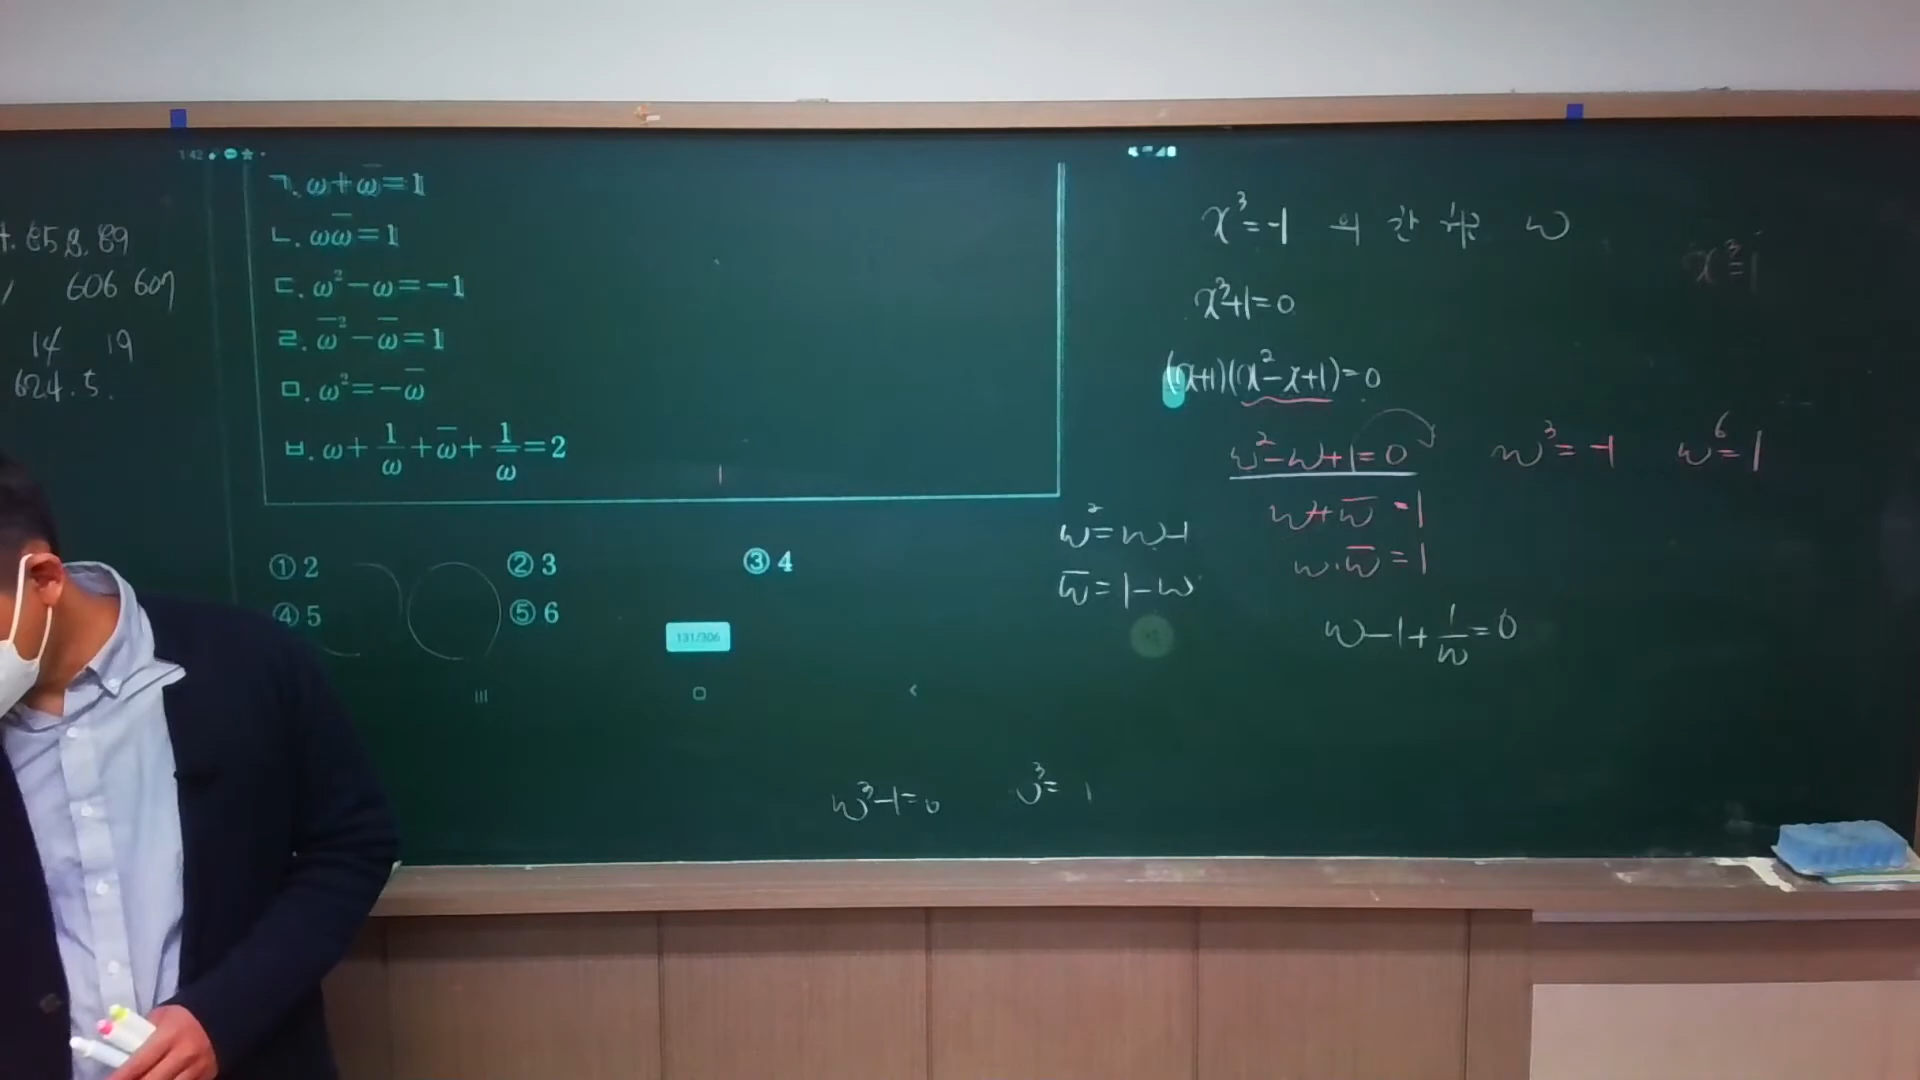 1:42
ㄱ. ω+ω̅=1
ㄴ. ωω̅=1
ㄷ. ω²−ω=−1
ㄹ. ω̅²−ω̅=1
ㅁ. ω²=−ω̅
ㅂ. ω+1/ω+ω̅+1/ω̅=2
① 2 ② 3 ③ 4
④ 5 ⑤ 6
131/306
606 607
14 19
624.5.
x³=-1 의 한 허근 ω
x³=1
x³+1=0
(x+1)(x²-x+1)=0
ω²-ω+1=0 ω³=-1 ω⁶=1
ω+ω̅=1
ω·ω̅=1
ω²=ω-1
ω̅=1-ω
ω-1+1/ω=0
ω³-1=0